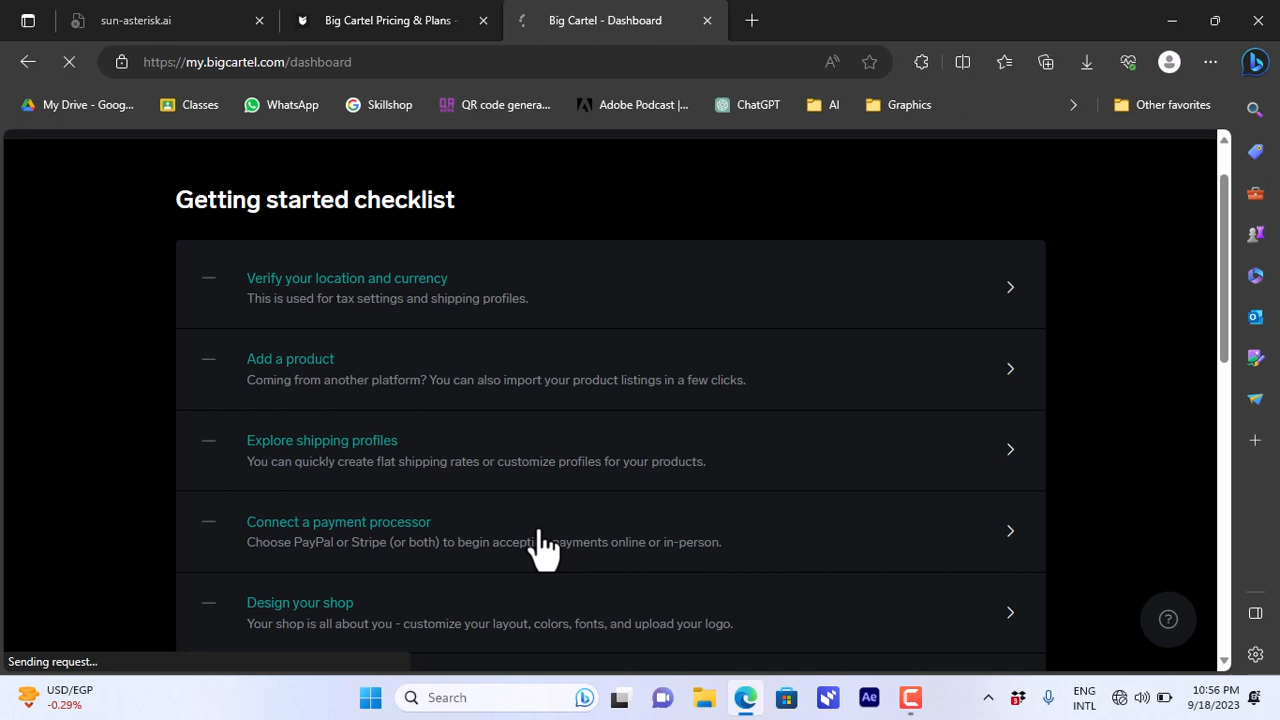 sun-asterisk.ai
Big Cartel Pricing & Plans -
Big Cartel - Dashboard
https://my.bigcartel.com/dashboard
My Drive - Goog...
Classes
WhatsApp
Skillshop
QR code genera...
Adobe Podcast |...
ChatGPT
AI
Graphics
Other favorites
Getting started checklist
Verify your location and currency
This is used for tax settings and shipping profiles.
Add a product
Coming from another platform? You can also import your product listings in a few clicks.
Explore shipping profiles
You can quickly create flat shipping rates or customize profiles for your products.
Connect a payment processor
Choose PayPal or Stripe (or both) to begin accepti payments online or in-person.
Design your shop
Your shop is all about you - customize your layout, colors, fonts, and upload your logo.
Sending request...
USD/EGP
-0.29%
Search
Ae
ENG
INTL
10:56 PM
9/18/2023